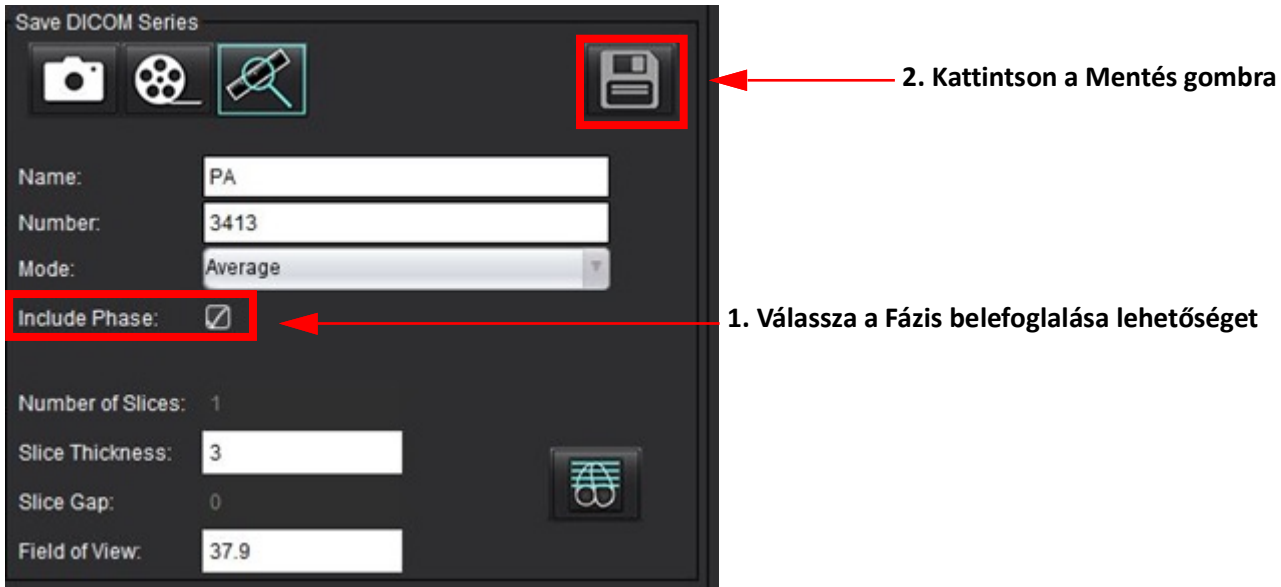 Save DICOM Series
2. Kattintson a Mentés gombra
Name: PA
Number: 3413
Mode: Average
Include Phase:
1. Válassza a Fázis belefoglalása lehetőséget
Number of Slices: 1
Slice Thickness: 3
Slice Gap: 0
Field of View: 37.9